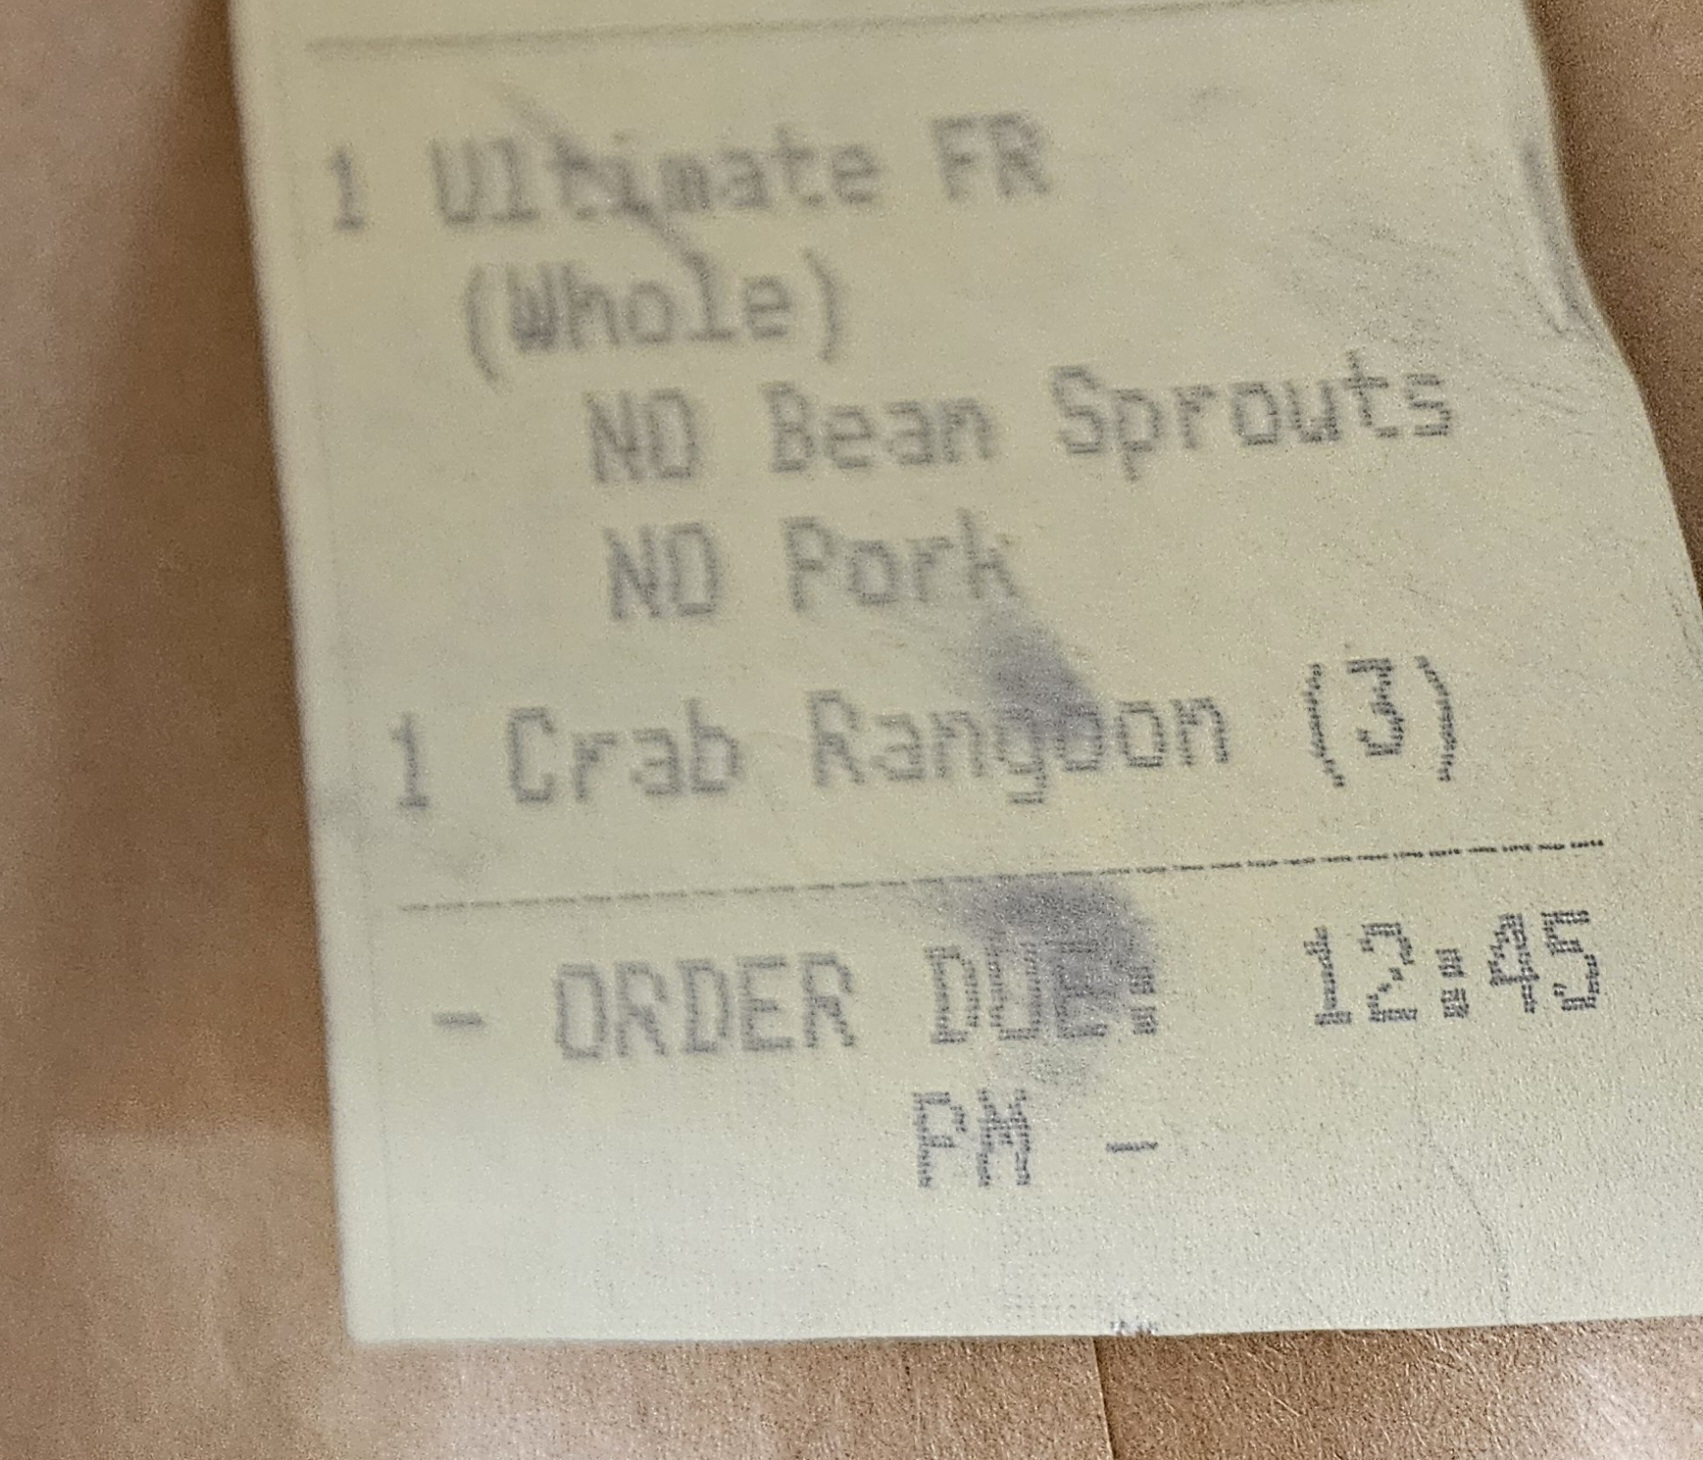 1 Ultimate FR
(Whole)
NO Bean Sprouts
NO Pork
1 Crab Rangoon (3)
- ORDER DUE: 12:45
PM -